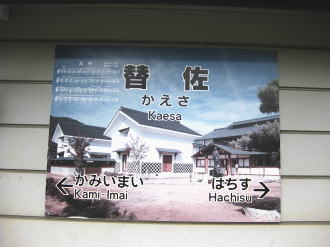 替佐
かえさ
Kaesa
かみいまい
Kami-Imai
はちす
Hachisu